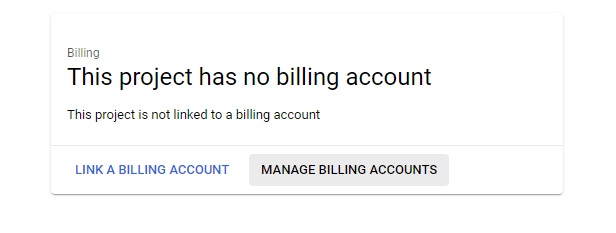 Billing
This project has no billing account
This project is not linked to a billing account
LINK A BILLING ACCOUNT MANAGE BILLING ACCOUNTS